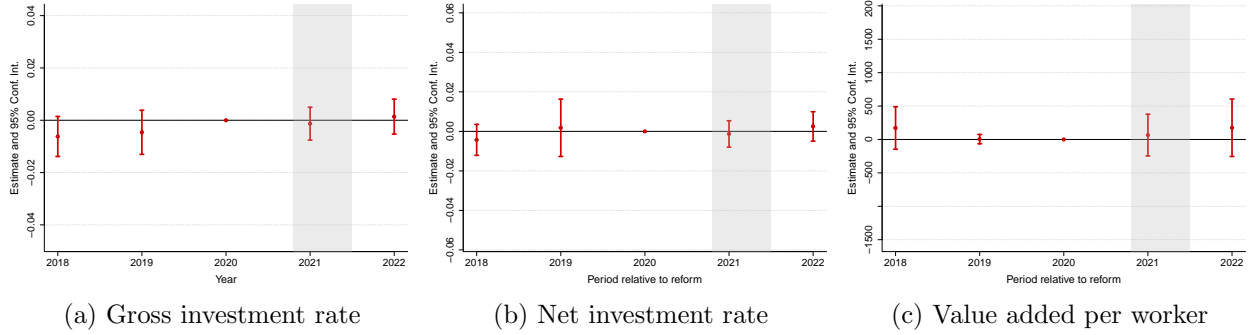 Estimate and 95% Conf. Int.
0.04
0.02
0.00
−0.02
−0.04
2018 2019 2020 2021 2022
Year
(a) Gross investment rate
Estimate and 95% Conf. Int.
0.06
0.04
0.02
0.00
−0.02
−0.04
−0.06
2018 2019 2020 2021 2022
Period relative to reform
(b) Net investment rate
Estimate and 95% Conf. Int.
2000
1500
1000
500
0
−500
−1500
2018 2019 2020 2021 2022
Period relative to reform
(c) Value added per worker